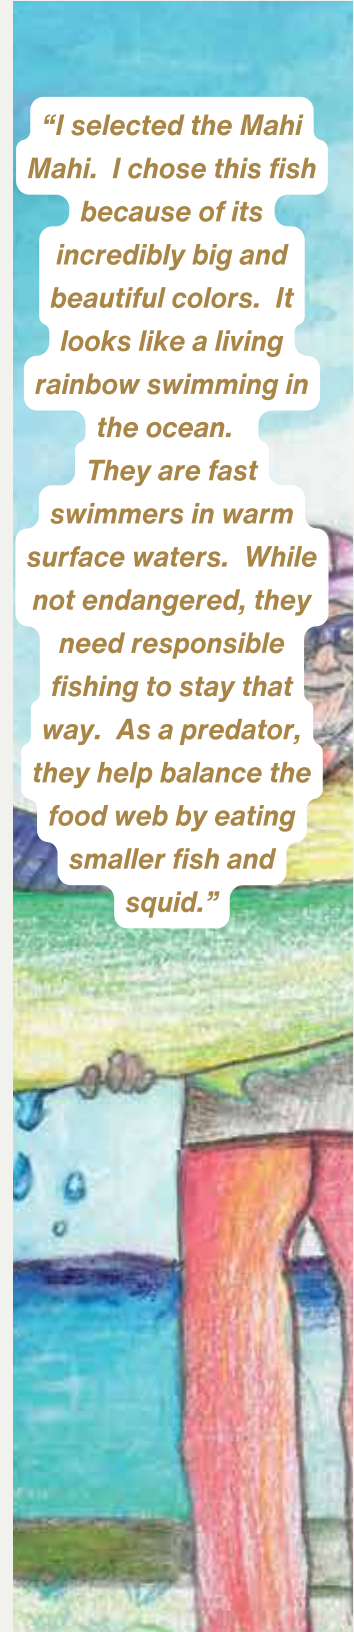 “I selected the Mahi
Mahi.  I chose this fish
because of its
incredibly big and
beautiful colors.  It
looks like a living
rainbow swimming in
the ocean.
They are fast
swimmers in warm
surface waters.  While
not endangered, they
need responsible
fishing to stay that
way.  As a predator,
they help balance the
food web by eating
smaller fish and
squid.”